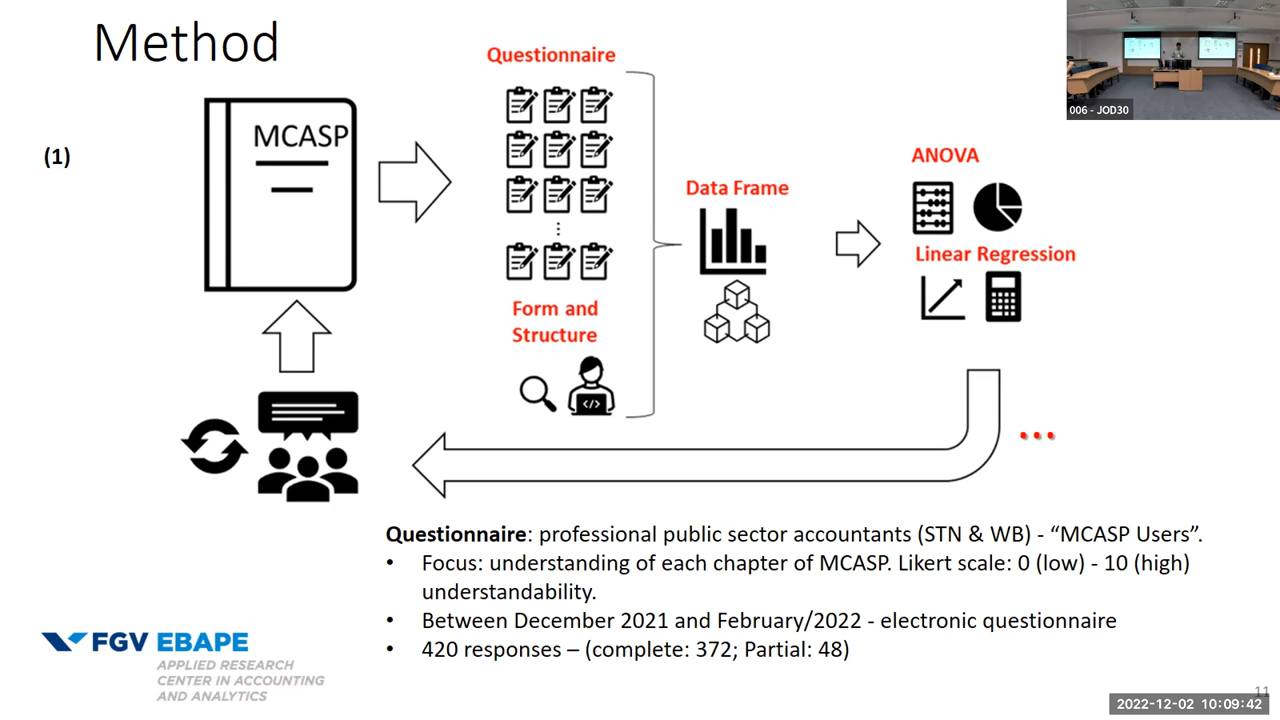 Method
006 - JOD30
(1)
MCASP
Questionnaire
Form and
Structure
Data Frame
ANOVA
Linear Regression
...
Questionnaire: professional public sector accountants (STN & WB) - “MCASP Users”.
• Focus: understanding of each chapter of MCASP. Likert scale: 0 (low) - 10 (high)
understandability.
• Between December 2021 and February/2022 - electronic questionnaire
• 420 responses – (complete: 372; Partial: 48)
FGV EBAPE
APPLIED RESEARCH
CENTER IN ACCOUNTING
AND ANALYTICS
11
2022-12-02 10:09:42